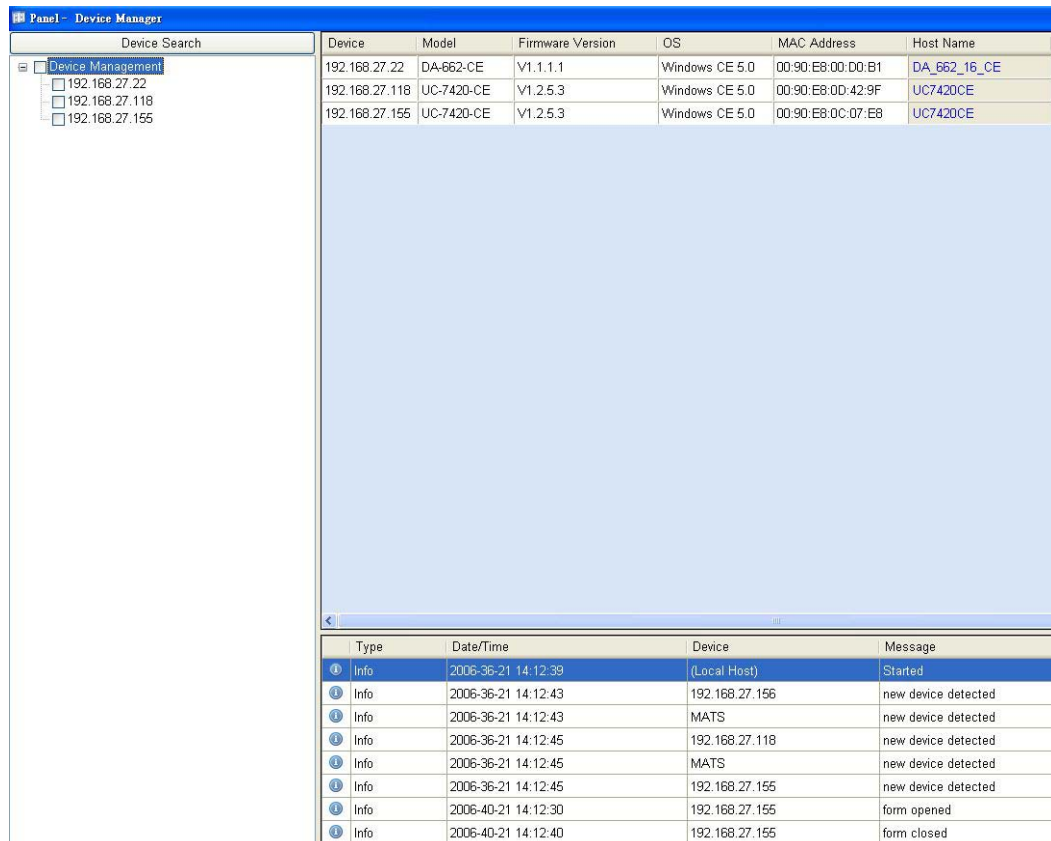 Panel - Device Manager
Device Search
Device Management
192.168.27.22
192.168.27.118
192.168.27.155
Device Model Firmware Version OS MAC Address Host Name
192.168.27.22 DA-662-CE V1.1.1.1 Windows CE 5.0 00:90:E8:00:D0:B1 DA_662_16_CE
192.168.27.118 UC-7420-CE V1.2.5.3 Windows CE 5.0 00:90:E8:0D:42:9F UC7420CE
192.168.27.155 UC-7420-CE V1.2.5.3 Windows CE 5.0 00:90:E8:0C:07:E8 UC7420CE
Type Date/Time Device Message
Info 2006-36-21 14:12:39 (Local Host) Started
Info 2006-36-21 14:12:43 192.168.27.156 new device detected
Info 2006-36-21 14:12:43 MATS new device detected
Info 2006-36-21 14:12:45 192.168.27.118 new device detected
Info 2006-36-21 14:12:45 MATS new device detected
Info 2006-36-21 14:12:45 192.168.27.155 new device detected
Info 2006-40-21 14:12:30 192.168.27.155 form opened
Info 2006-40-21 14:12:40 192.168.27.155 form closed